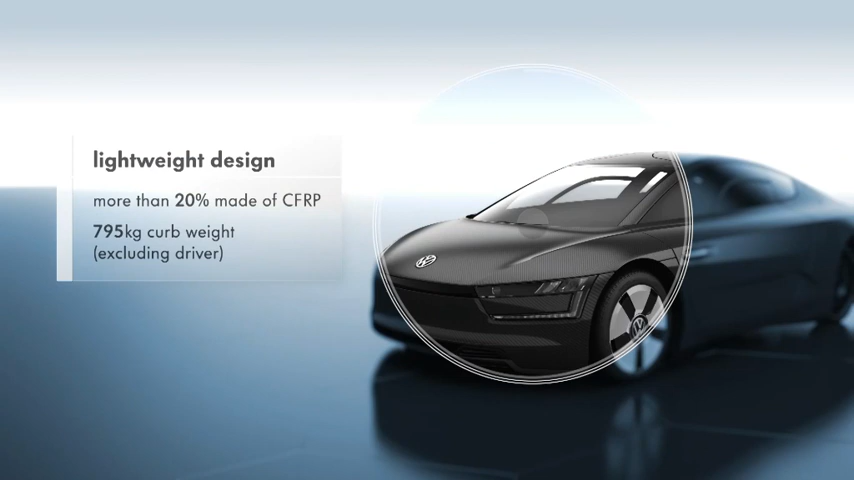 lightweight design
more than 20% made of CFRP
795kg curb weight
(excluding driver)